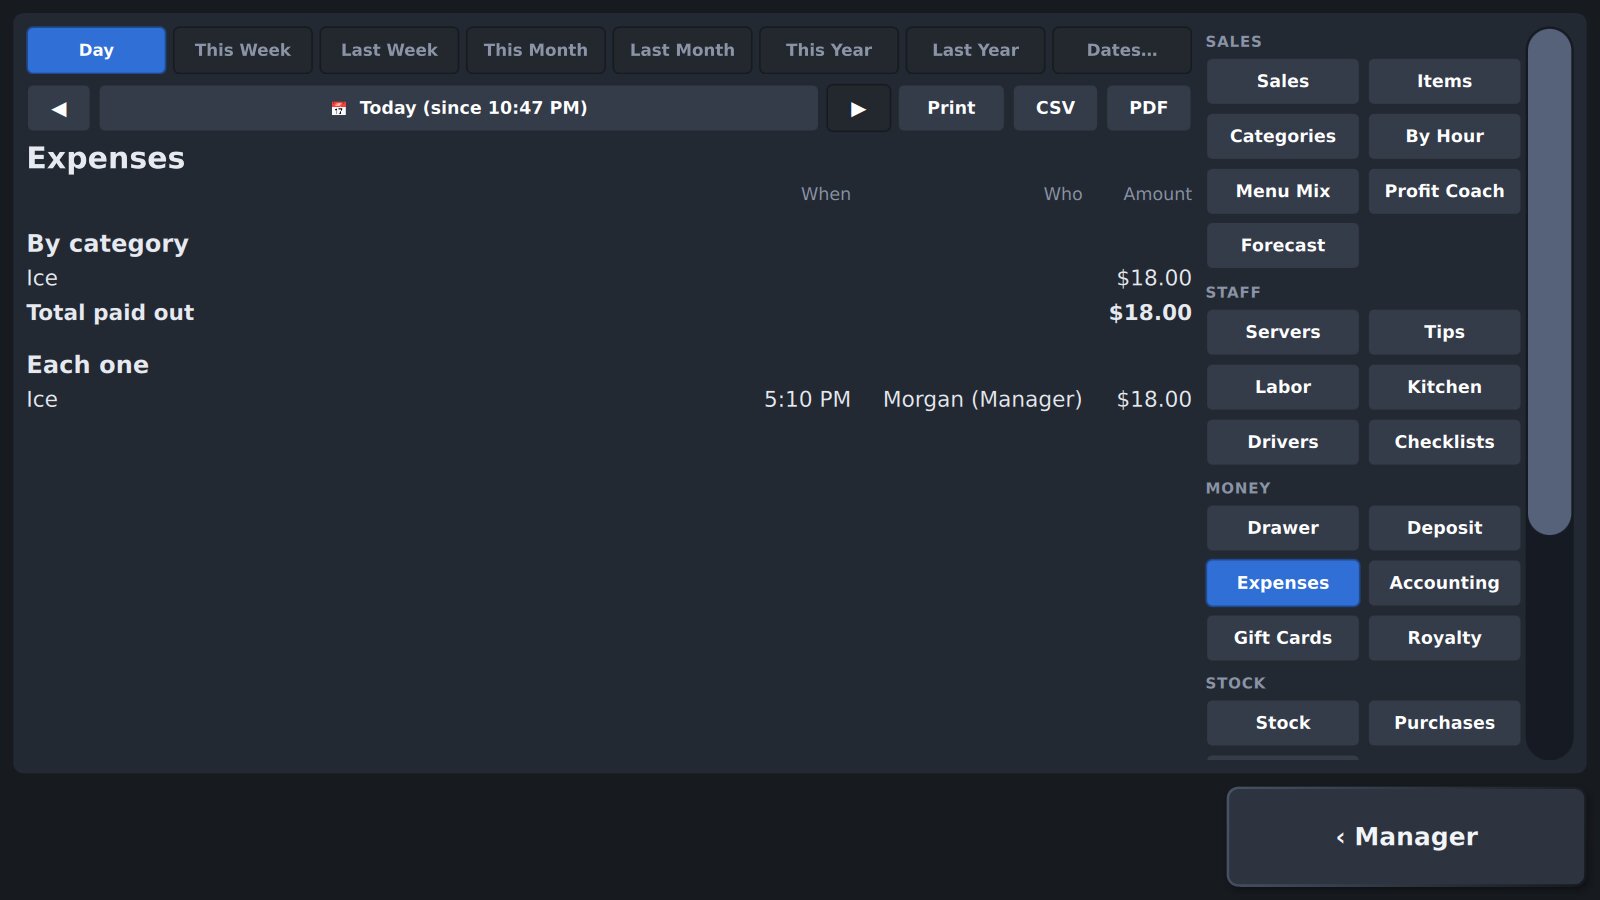 Day This Week Last Week This Month Last Month This Year Last Year Dates...
◀ 📅 Today (since 10:47 PM) ▶ Print CSV PDF
Expenses
When Who Amount
By category
Ice $18.00
Total paid out $18.00
Each one
Ice 5:10 PM Morgan (Manager) $18.00
SALES
Sales Items
Categories By Hour
Menu Mix Profit Coach
Forecast
STAFF
Servers Tips
Labor Kitchen
Drivers Checklists
MONEY
Drawer Deposit
Expenses Accounting
Gift Cards Royalty
STOCK
Stock Purchases
‹ Manager